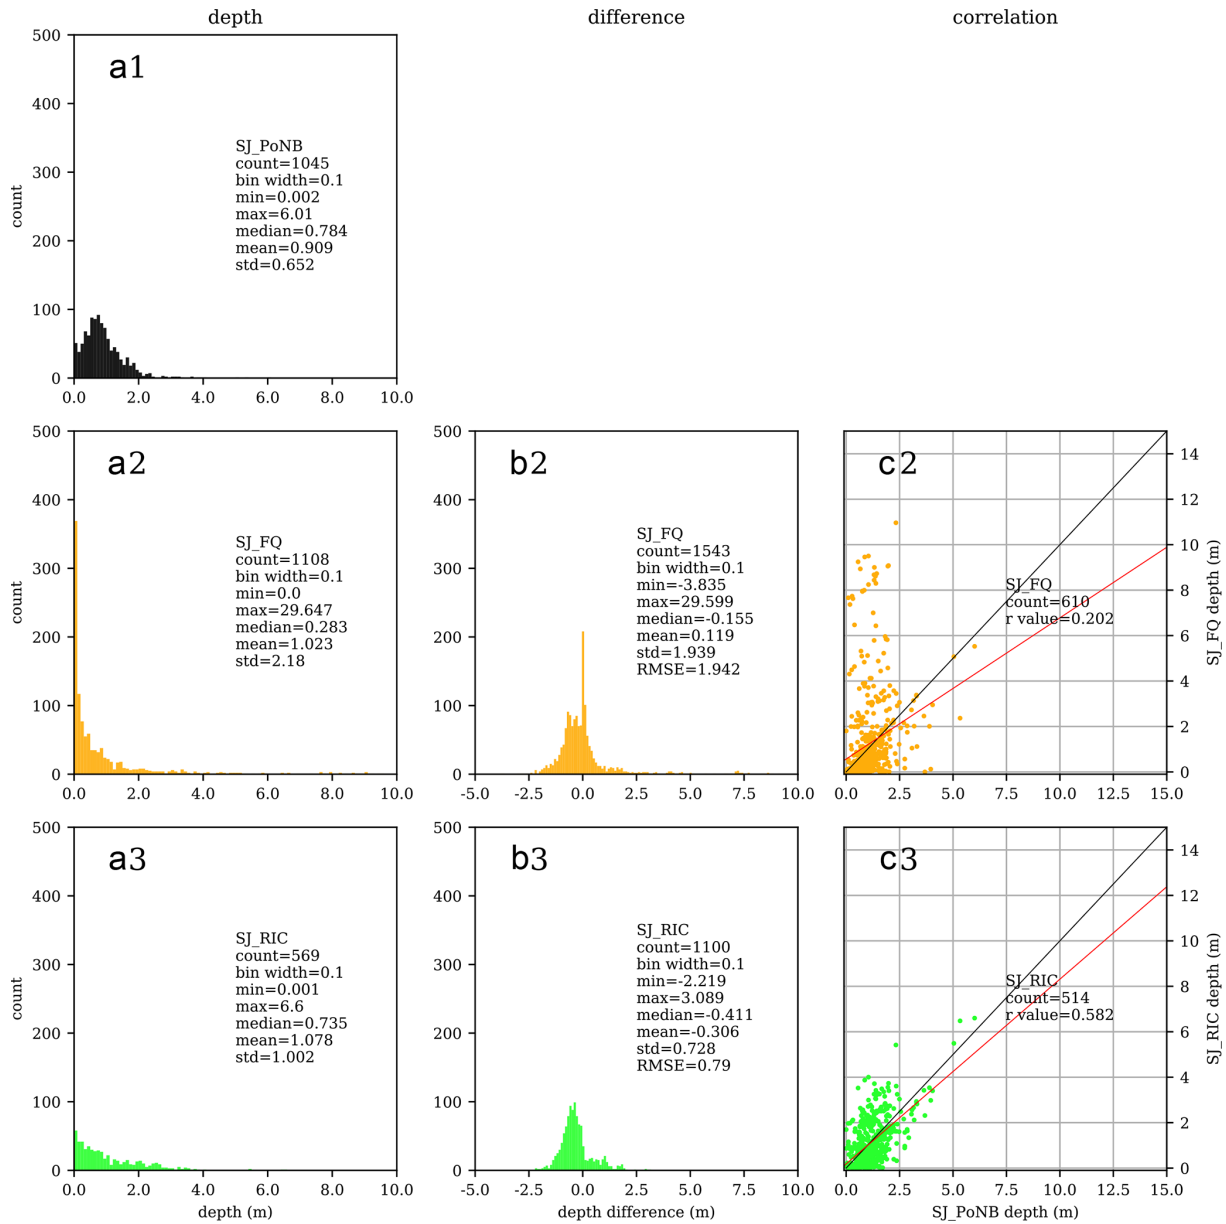 depth
difference
correlation
500
400
300
200
100
0
count
a1
SJ_PoNB
count=1045
bin width=0.1
min=0.002
max=6.01
median=0.784
mean=0.909
std=0.652
0.0 2.0 4.0 6.0 8.0 10.0
500
400
300
200
100
0
count
a2
SJ_FQ
count=1108
bin width=0.1
min=0.0
max=29.647
median=0.283
mean=1.023
std=2.18
0.0 2.0 4.0 6.0 8.0 10.0
500
400
300
200
100
0
b2
SJ_FQ
count=1543
bin width=0.1
min=-3.835
max=29.599
median=-0.155
mean=0.119
std=1.939
RMSE=1.942
-5.0 -2.5 0.0 2.5 5.0 7.5 10.0
c2
SJ_FQ
count=610
r value=0.202
14
12
10
8
6
4
2
0
SJ_FQ depth (m)
0.0 2.5 5.0 7.5 10.0 12.5 15.0
500
400
300
200
100
0
count
a3
SJ_RIC
count=569
bin width=0.1
min=0.001
max=6.6
median=0.735
mean=1.078
std=1.002
0.0 2.0 4.0 6.0 8.0 10.0
depth (m)
500
400
300
200
100
0
b3
SJ_RIC
count=1100
bin width=0.1
min=-2.219
max=3.089
median=-0.411
mean=-0.306
std=0.728
RMSE=0.79
-5.0 -2.5 0.0 2.5 5.0 7.5 10.0
depth difference (m)
c3
SJ_RIC
count=514
r value=0.582
14
12
10
8
6
4
2
0
SJ_RIC depth (m)
0.0 2.5 5.0 7.5 10.0 12.5 15.0
SJ_PoNB depth (m)